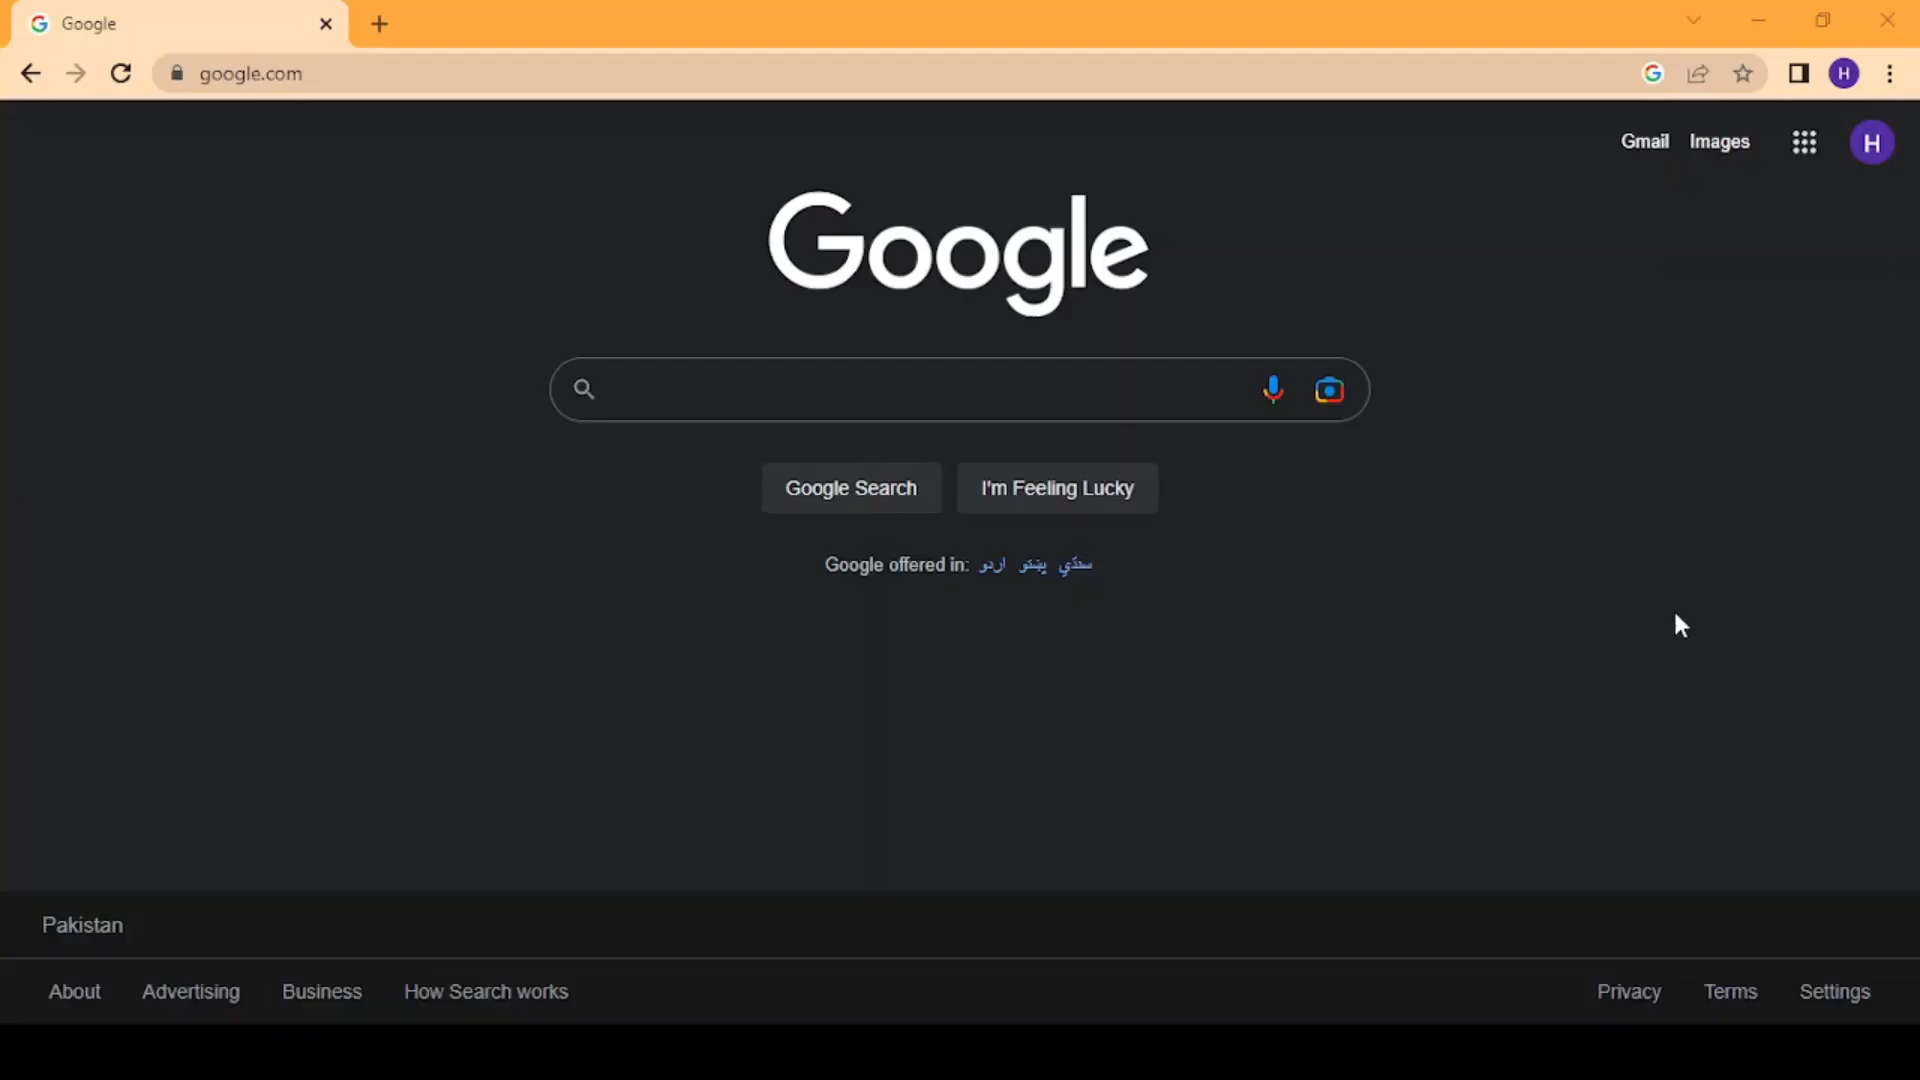 Google
google.com
H
Gmail Images
H
Google
Google Search I'm Feeling Lucky
Google offered in: اردو پښتو سنڌي
Pakistan
About Advertising Business How Search works Privacy Terms Settings